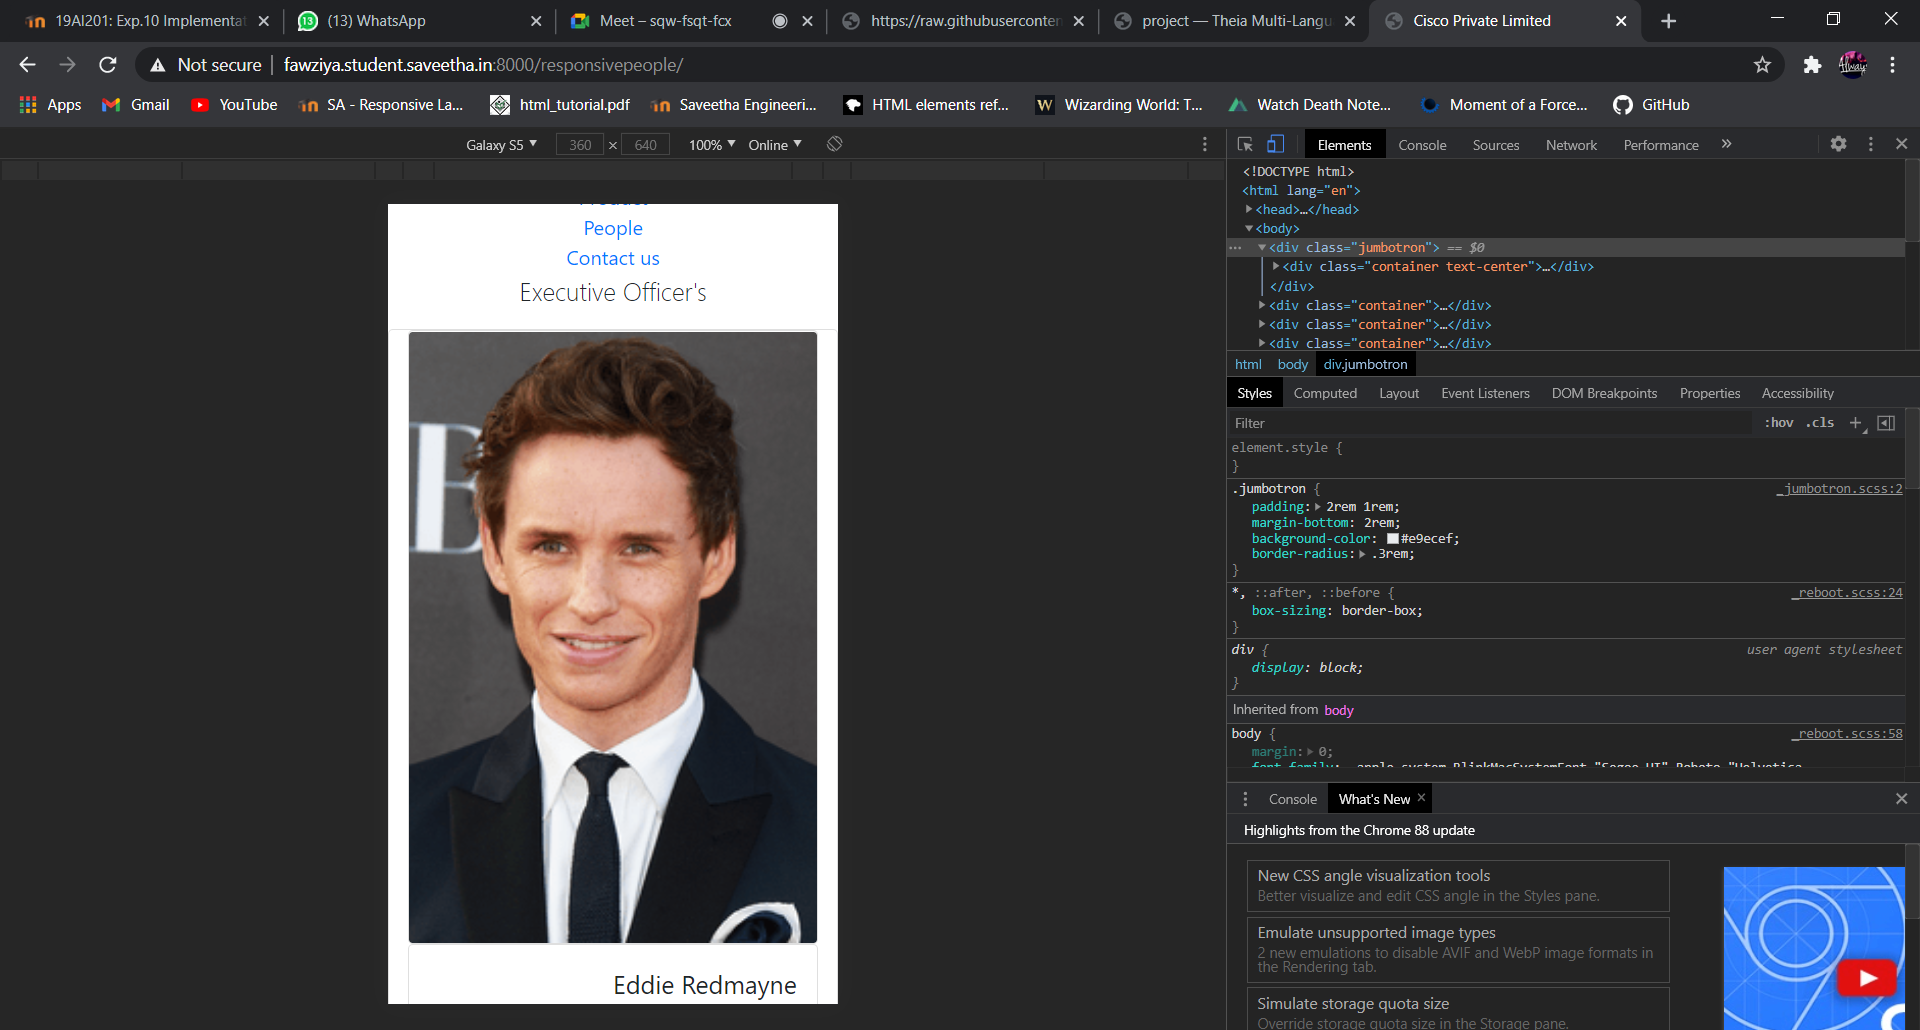 19AI201: Exp.10 Implementat
(13) WhatsApp
Meet – sqw-fsqt-fcx
https://raw.githubuserconten
project — Theia Multi-Langu
Cisco Private Limited
Not secure
fawziya.student.saveetha.in:8000/responsivepeople/
Apps
Gmail
YouTube
SA - Responsive La...
html_tutorial.pdf
Saveetha Engineeri...
HTML elements ref...
Wizarding World: T...
Watch Death Note...
Moment of a Force...
GitHub
Galaxy S5
360 × 640
100%
Online
People
Contact us
Executive Officer's
Eddie Redmayne
Elements
Console
Sources
Network
Performance
<!DOCTYPE html>
<html lang="en">
<head>…</head>
<body>
<div class="jumbotron"> == $0
<div class="container text-center">…</div>
</div>
<div class="container">…</div>
<div class="container">…</div>
<div class="container">…</div>
html body div.jumbotron
Styles
Computed
Layout
Event Listeners
DOM Breakpoints
Properties
Accessibility
Filter
:hov .cls +
element.style {
}
.jumbotron { _jumbotron.scss:2
padding: 2rem 1rem;
margin-bottom: 2rem;
background-color: #e9ecef;
border-radius: .3rem;
}
*, ::after, ::before { _reboot.scss:24
box-sizing: border-box;
}
div { user agent stylesheet
display: block;
}
Inherited from body
body { _reboot.scss:58
margin: 0;
font-family: -apple-system,BlinkMacSystemFont,"Segoe UI",Roboto,"Helvetica
Console
What's New
Highlights from the Chrome 88 update
New CSS angle visualization tools
Better visualize and edit CSS angle in the Styles pane.
Emulate unsupported image types
2 new emulations to disable AVIF and WebP image formats in
the Rendering tab.
Simulate storage quota size
Override storage quota size in the Storage pane.